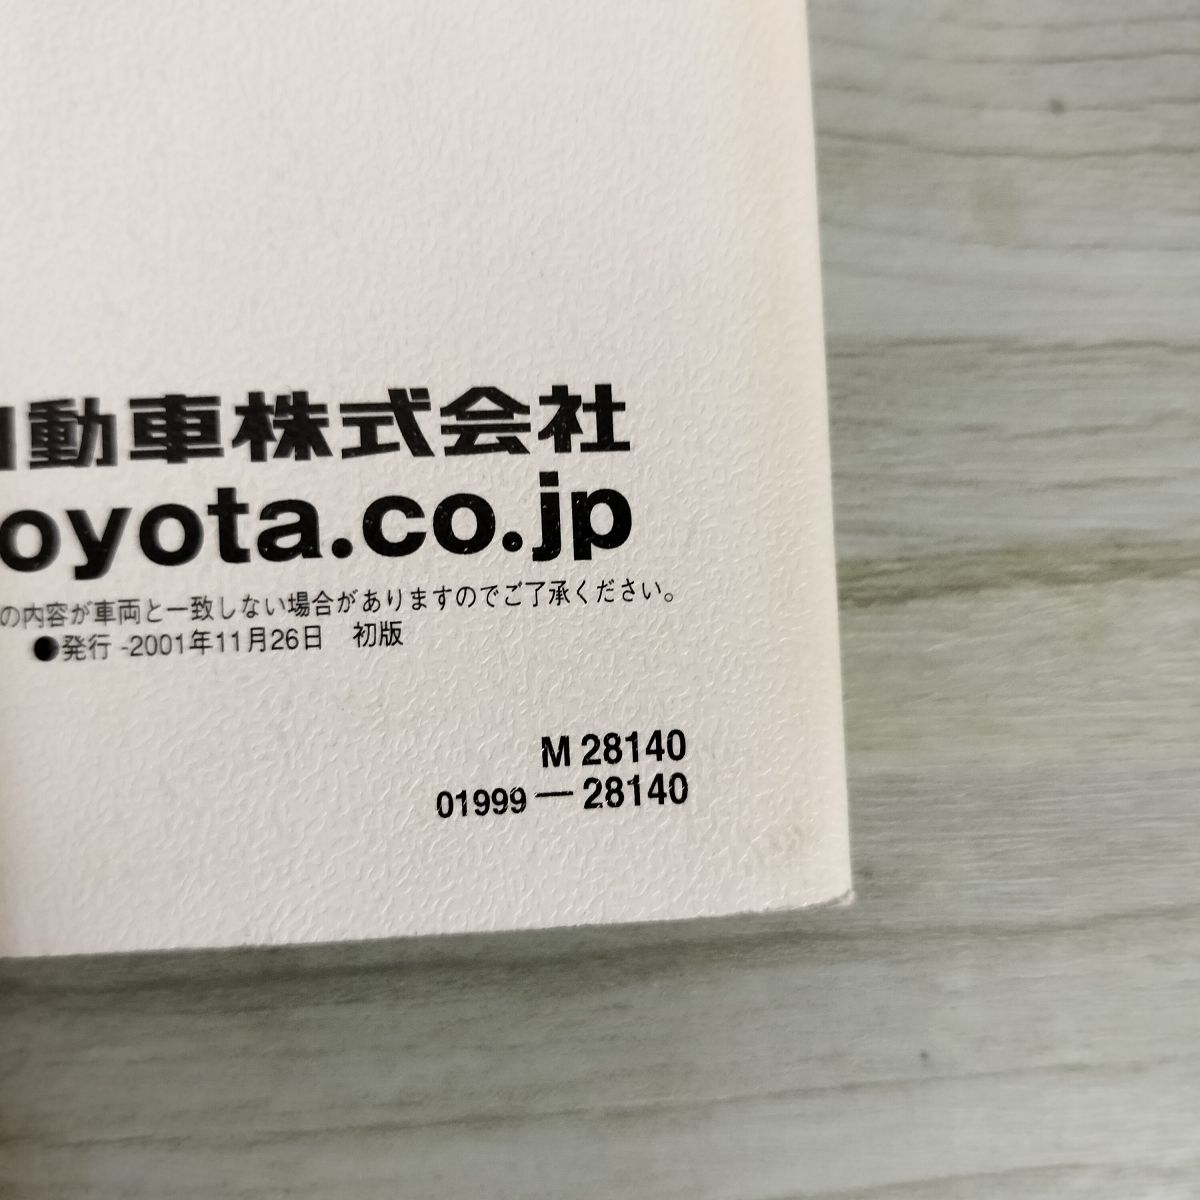 自動車株式会社
oyota.co.jp
の内容が車両と一致しない場合がありますのでご了承ください。
●発行 -2001年11月26日　初版
M 28140
01999－28140